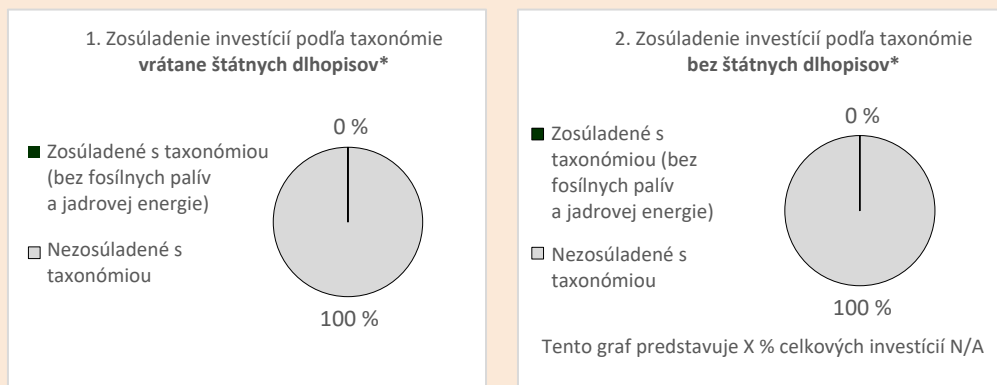 1. Zosúladenie investícií podľa taxonómie
vrátane štátnych dlhopisov*
0 %
Zosúladené s taxonómiou
(bez fosílnych palív
a jadrovej energie)
Nezosúladené s
taxonómiou
100 %
2. Zosúladenie investícií podľa taxonómie
bez štátnych dlhopisov*
0 %
Zosúladené s
taxonómiou (bez
fosílnych palív
a jadrovej energie)
Nezosúladené s
taxonómiou
100 %
Tento graf predstavuje X % celkových investícií N/A